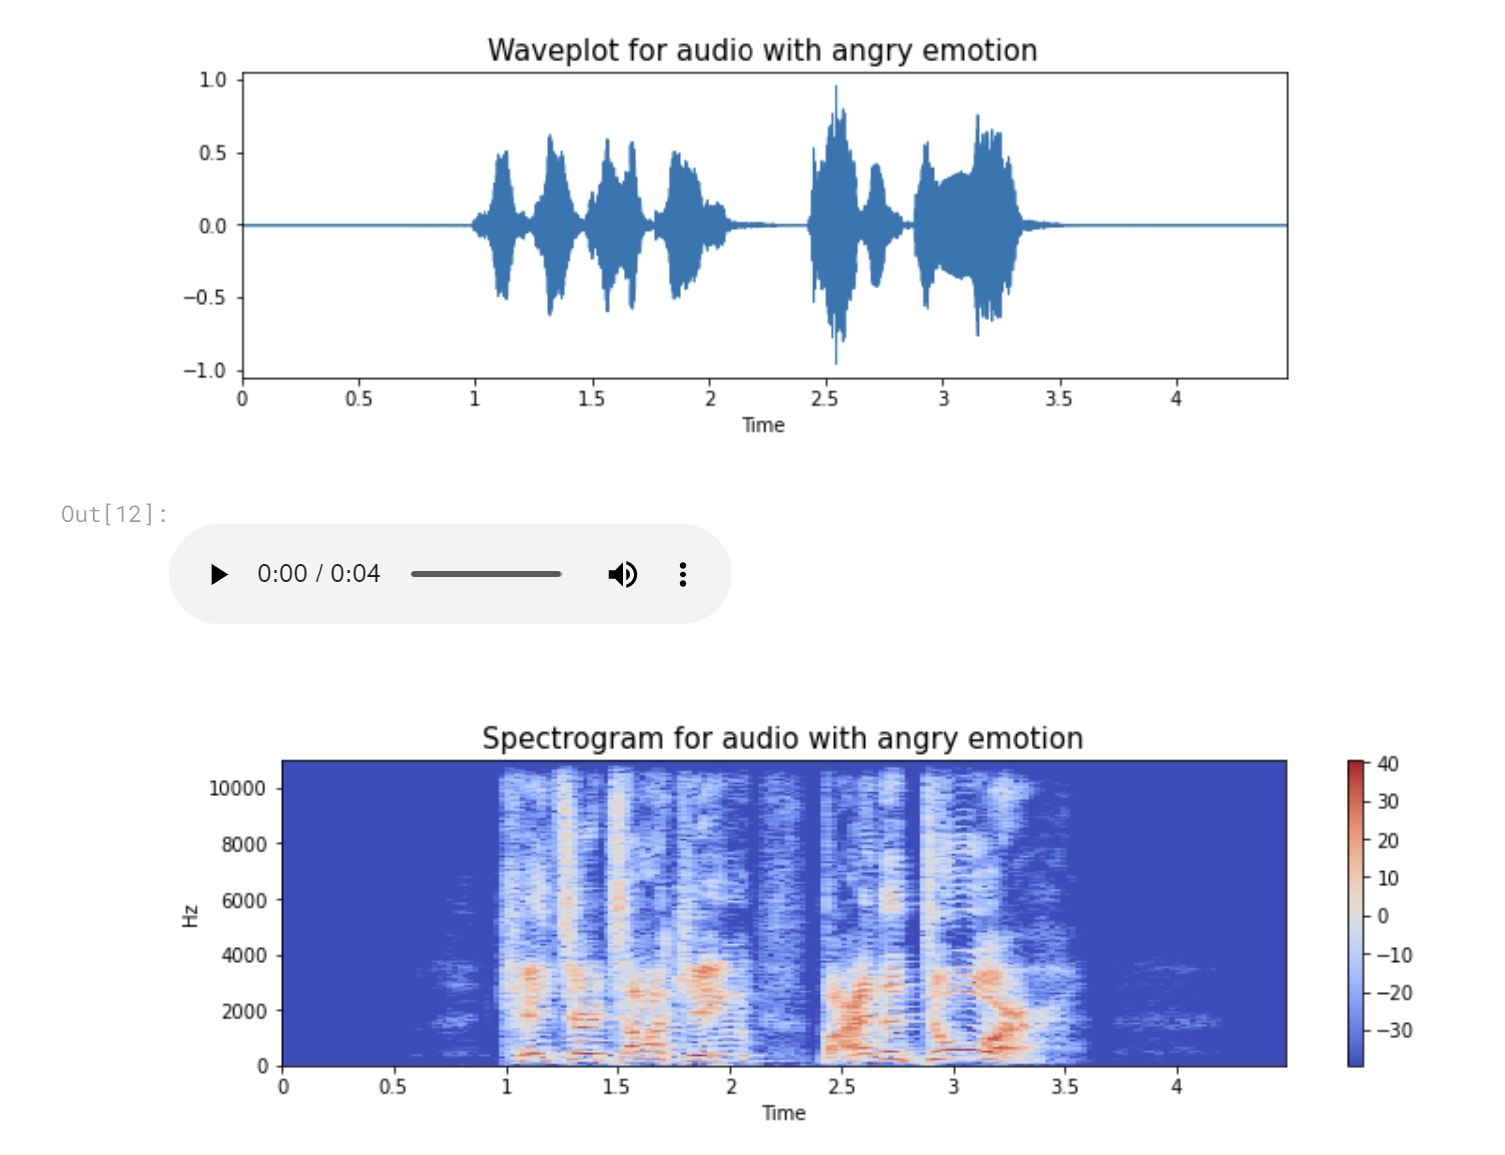 Waveplot for audio with angry emotion
1.0
0.5
0.0
−0.5
−1.0
0 0.5 1 1.5 2 2.5 3 3.5 4
Time
Out[12]:
0:00 / 0:04
Spectrogram for audio with angry emotion
10000
8000
6000
4000
2000
0
Hz
0 0.5 1 1.5 2 2.5 3 3.5 4
Time
40
30
20
10
0
−10
−20
−30